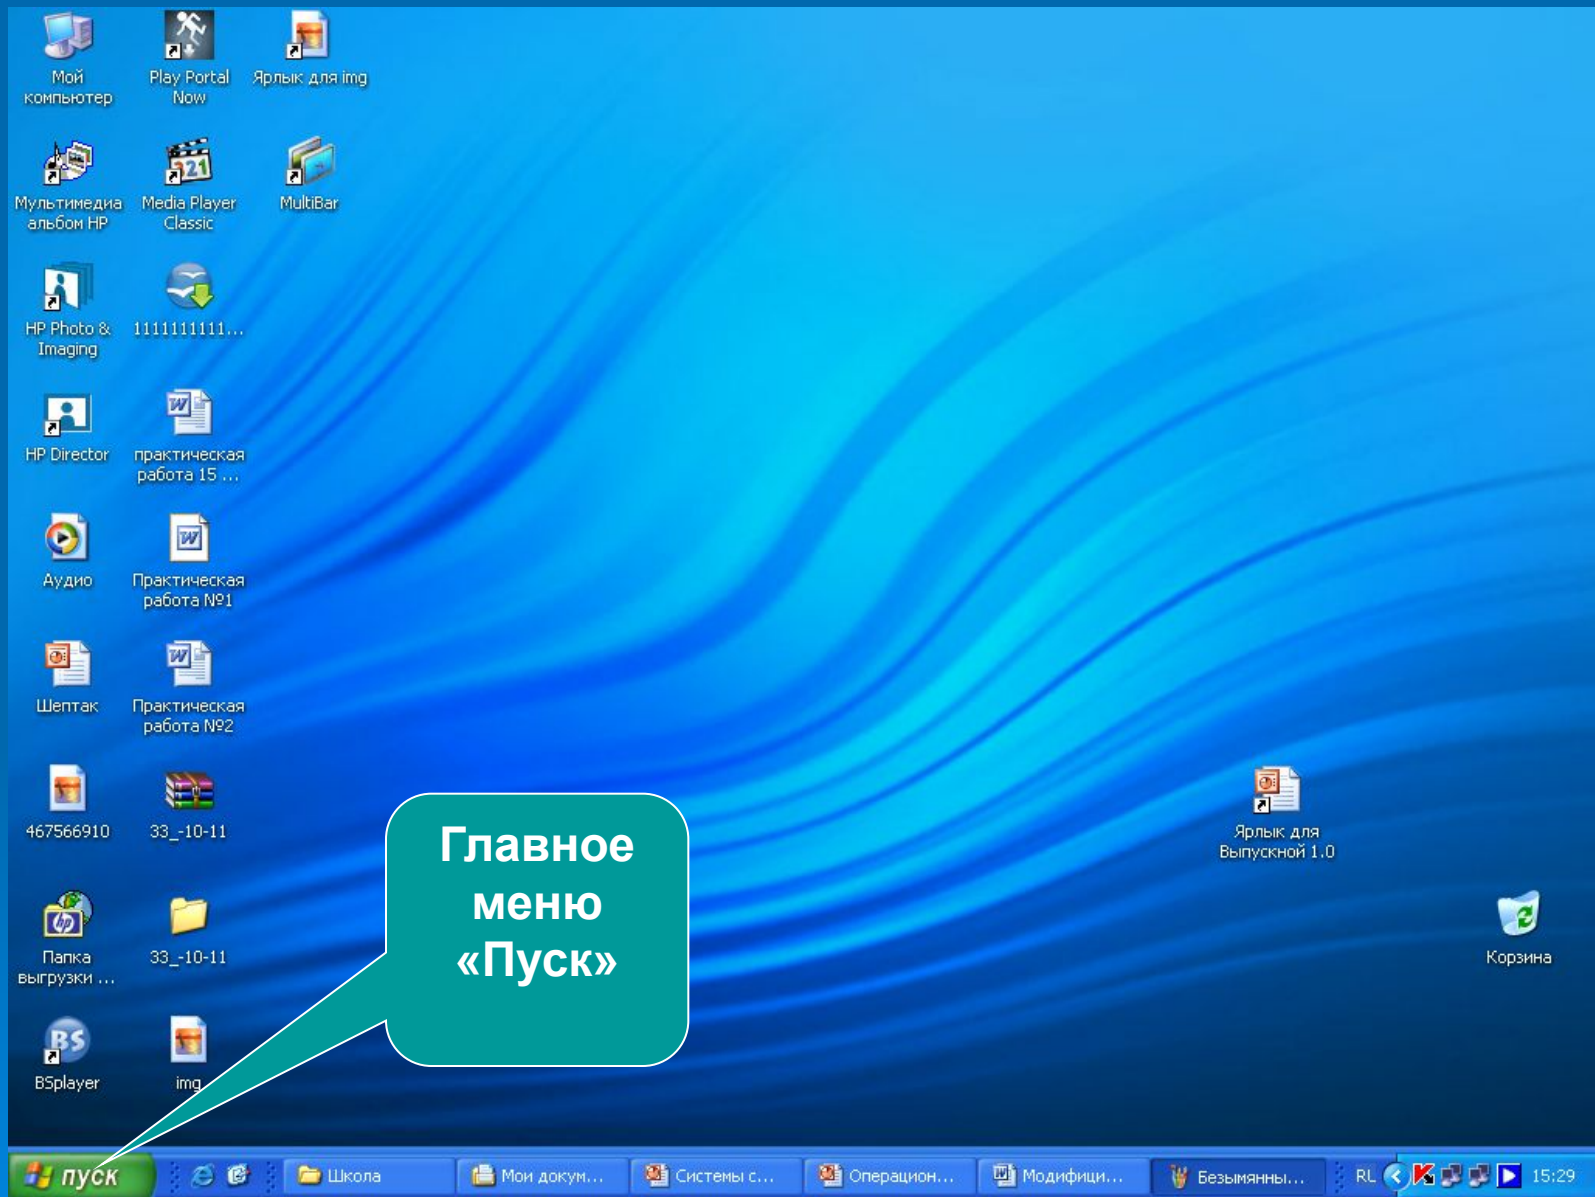 Мой
компьютер
Play Portal
Now
Ярлык для img
Мультимедиа
альбом HP
Media Player
Classic
MultiBar
HP Photo &
Imaging
1111111111...
HP Director
практическая
работа 15 ...
Аудио
Практическая
работа №1
Шептак
Практическая
работа №2
467566910
33_-10-11
Ярлык для
Выпускной 1.0
Главное
меню
«Пуск»
Папка
выгрузки ...
33_-10-11
Корзина
BSplayer
img
пуск
Школа
Мои докум...
Системы с...
Операцион...
Модифици...
Безымянны...
RL
15:29